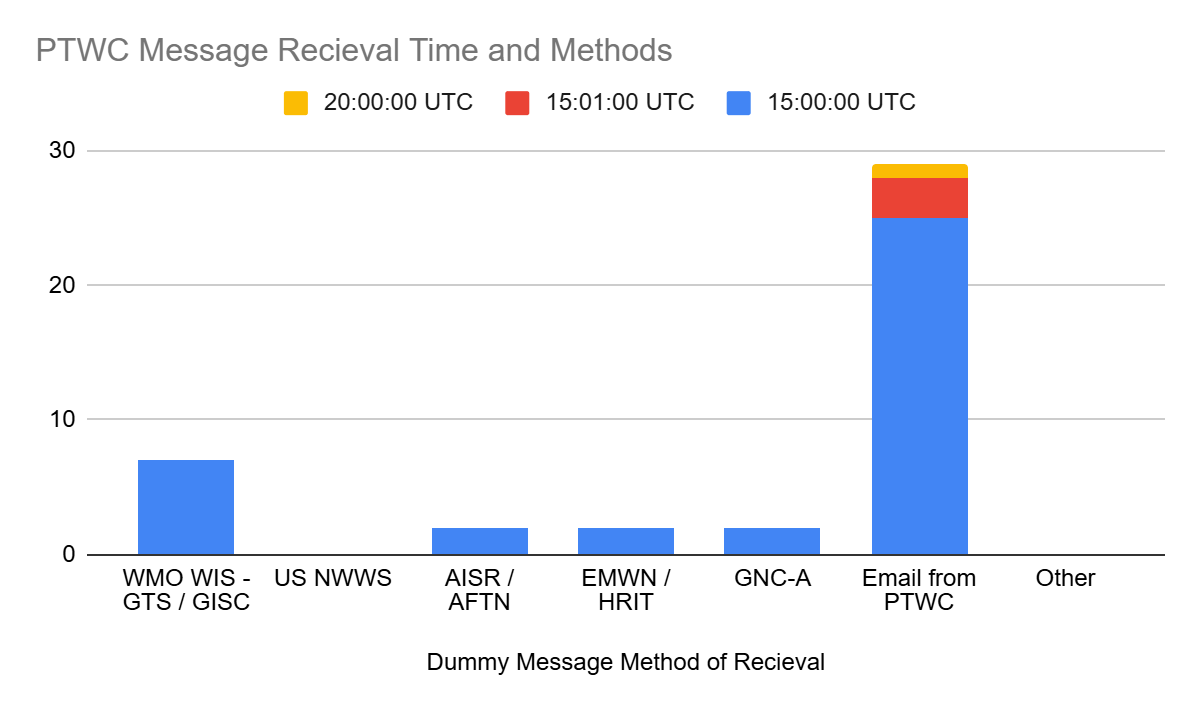 PTWC Message Recieval Time and Methods
20:00:00 UTC 15:01:00 UTC 15:00:00 UTC
30
20
10
0
WMO WIS -
GTS / GISC
US NWWS
AISR /
AFTN
EMWN /
HRIT
GNC-A
Email from
PTWC
Other
Dummy Message Method of Recieval